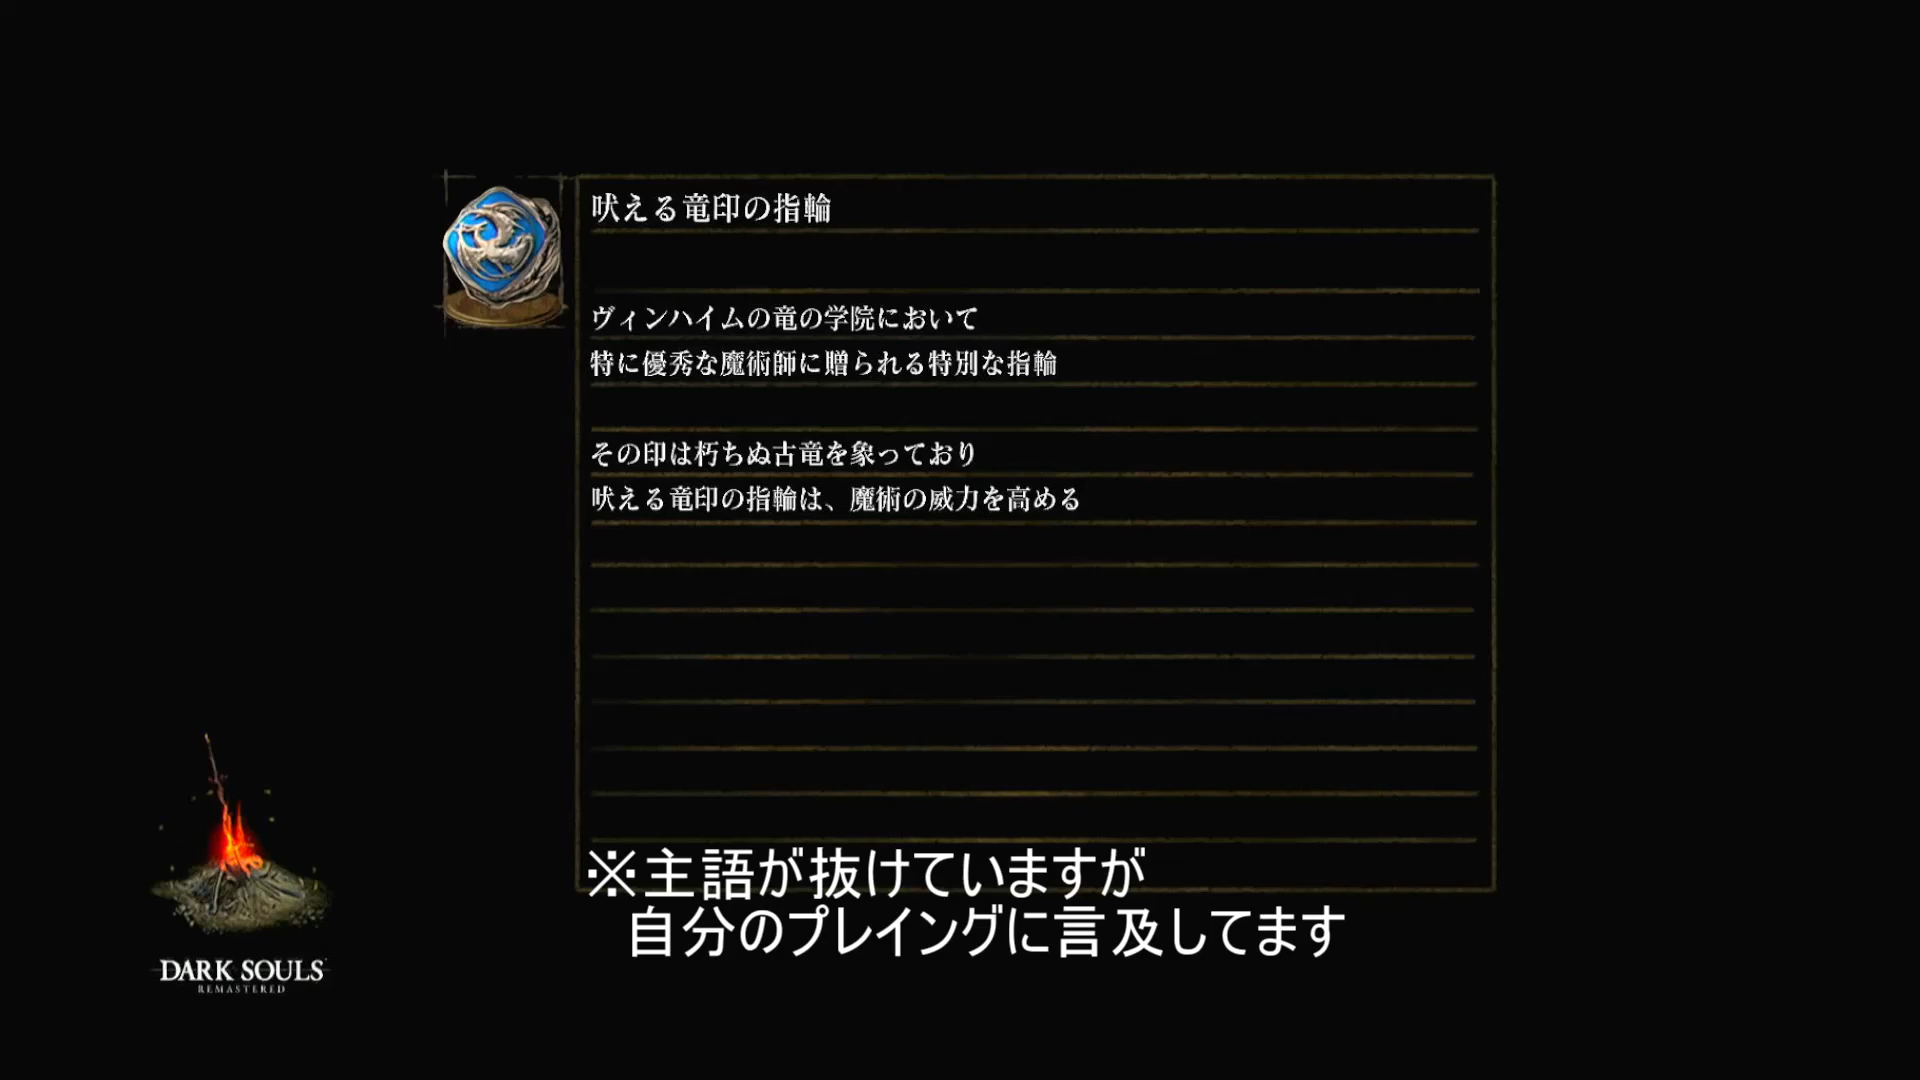 吠える竜印の指輪
ヴィンハイムの竜の学院において
特に優秀な魔術師に贈られる特別な指輪
その印は朽ちぬ古竜を象っており
吠える竜印の指輪は、魔術の威力を高める
※主語が抜けていますが
自分のプレイングに言及してます
DARK SOULS
REMASTERED